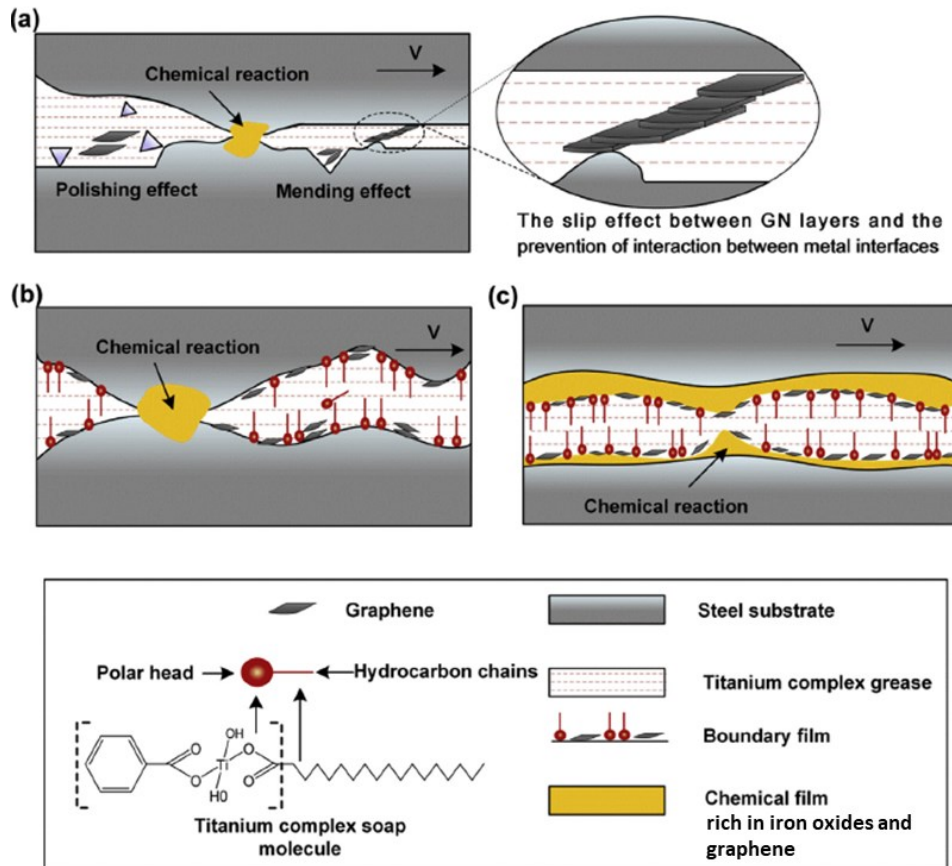 (a)
V
Chemical reaction
Polishing effect
Mending effect
The slip effect between GN layers and the
prevention of interaction between metal interfaces
(b)
V
Chemical reaction
(c)
V
Chemical reaction
Graphene
Polar head
Hydrocarbon chains
OH
O
O
Ti
O
O
H0
Titanium complex soap
molecule
Steel substrate
Titanium complex grease
Boundary film
Chemical film
rich in iron oxides and
graphene